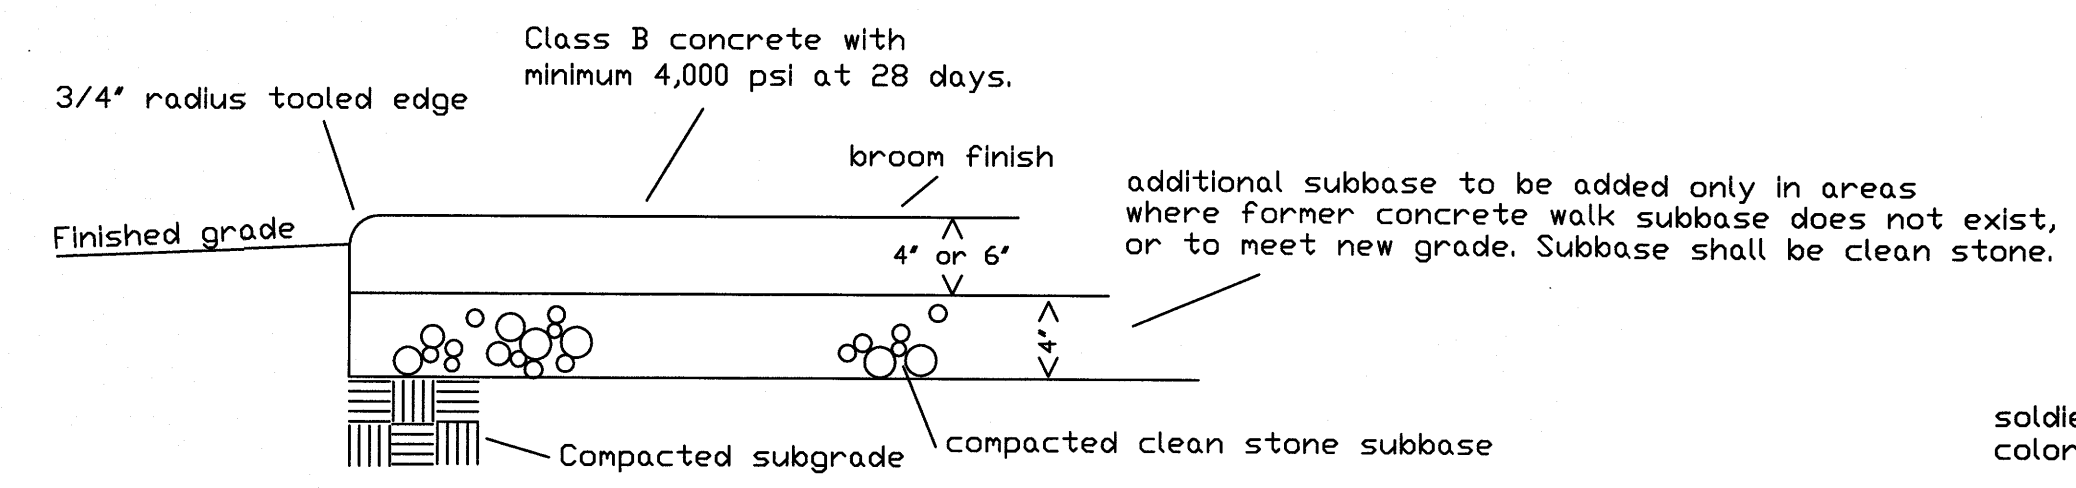 Class B concrete with
minimum 4,000 psi at 28 days.
3/4" radius tooled edge
broom finish
additional subbase to be added only in areas
where former concrete walk subbase does not exist,
or to meet new grade. Subbase shall be clean stone.
Finished grade
4" or 6"
4"
compacted clean stone subbase
Compacted subgrade
color